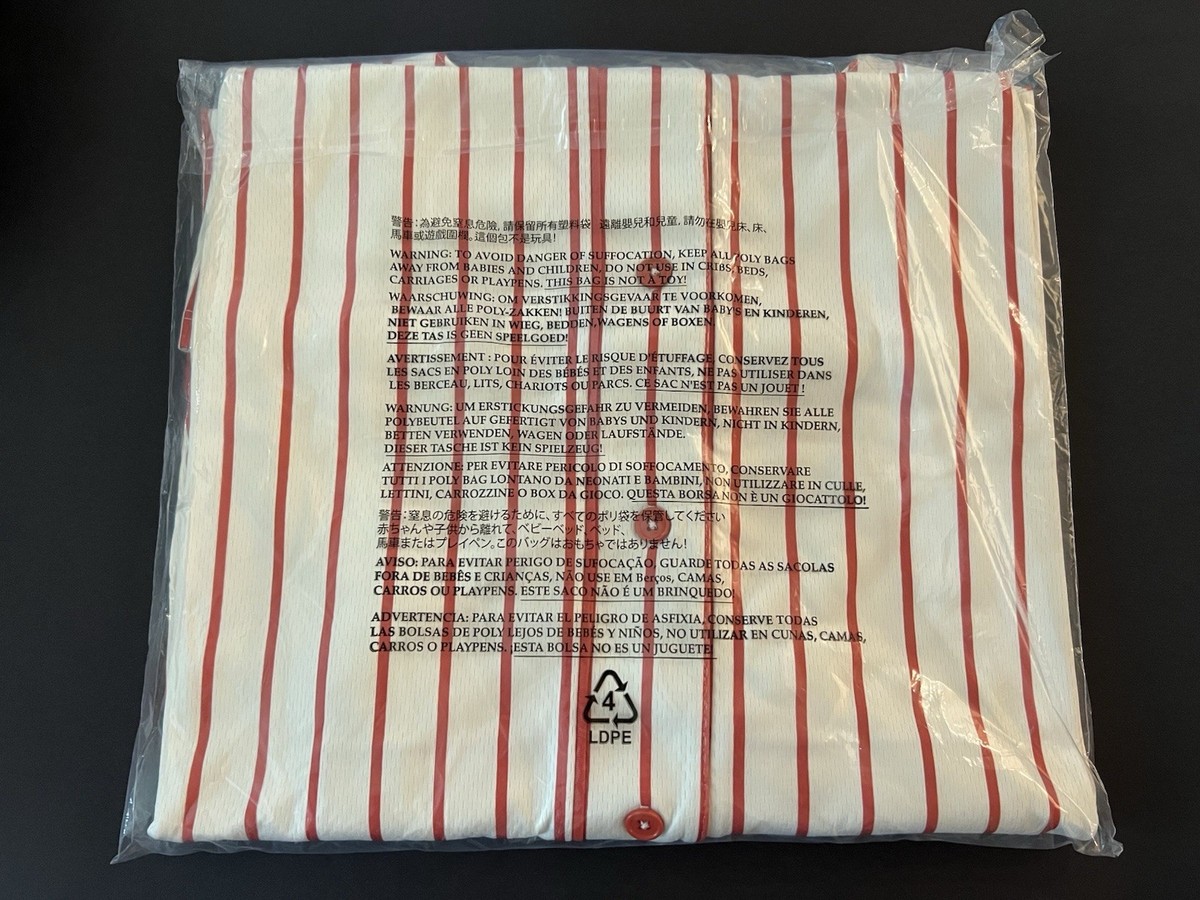 警告：為避免窒息危險，請保留所有塑料袋 遠離嬰兒和兒童，請勿在嬰兒床、床、
馬車或遊戲圍欄。這個包不是玩具！
WARNING: TO AVOID DANGER OF SUFFOCATION, KEEP ALL POLY BAGS
AWAY FROM BABIES AND CHILDREN, DO NOT USE IN CRIBS, BEDS,
CARRIAGES OR PLAYPENS. THIS BAG IS NOT A TOY!
WAARSCHUWING: OM VERSTIKKINGSGEVAAR TE VOORKOMEN,
BEWAAR ALLE POLY-ZAKKEN! BUITEN DE BUURT VAN BABY'S EN KINDEREN,
NIET GEBRUIKEN IN WIEG, BEDDEN,WAGENS OF BOXEN.
DEZE TAS IS GEEN SPEELGOED!
AVERTISSEMENT : POUR ÉVITER LE RISQUE D'ÉTUFFAGE, CONSERVEZ TOUS
LES SACS EN POLY LOIN DES BÉBÉS ET DES ENFANTS, NE PAS UTILISER DANS
LES BERCEAU, LITS, CHARIOTS OU PARCS. CE SAC N'EST PAS UN JOUET !
WARNUNG: UM ERSTICKUNGSGEFAHR ZU VERMEIDEN, BEWAHREN SIE ALLE
POLYBEUTEL AUF GEFERTIGT VON BABYS UND KINDERN, NICHT IN KINDERN,
BETTEN VERWENDEN, WAGEN ODER LAUFSTÄNDE.
DIESER TASCHE IST KEIN SPIELZEUG!
ATTENZIONE: PER EVITARE PERICOLO DI SOFFOCAMENTO, CONSERVARE
TUTTI I POLY BAG LONTANO DA NEONATI E BAMBINI, NON UTILIZZARE IN CULLE,
LETTINI, CARROZZINE O BOX DA GIOCO. QUESTA BORSA NON È UN GIOCATTOLO!
警告：窒息の危険を避けるために、すべてのポリ袋を保管してください
赤ちゃんや子供から離れて、ベビーベッド、ベッド、
馬車またはプレイペン。このバッグはおもちゃではありません！
AVISO: PARA EVITAR PERIGO DE SUFOCAÇÃO, GUARDE TODAS AS SACOLAS
FORA DE BEBÊS E CRIANÇAS, NÃO USE EM Berços, CAMAS,
CARROS OU PLAYPENS. ESTE SACO NÃO É UM BRINQUEDO!
ADVERTENCIA: PARA EVITAR EL PELIGRO DE ASFIXIA, CONSERVE TODAS
LAS BOLSAS DE POLY LEJOS DE BEBÉS Y NIÑOS, NO UTILIZAR EN CUNAS, CAMAS,
CARROS O PLAYPENS. ¡ESTA BOLSA NO ES UN JUGUETE!
4
LDPE